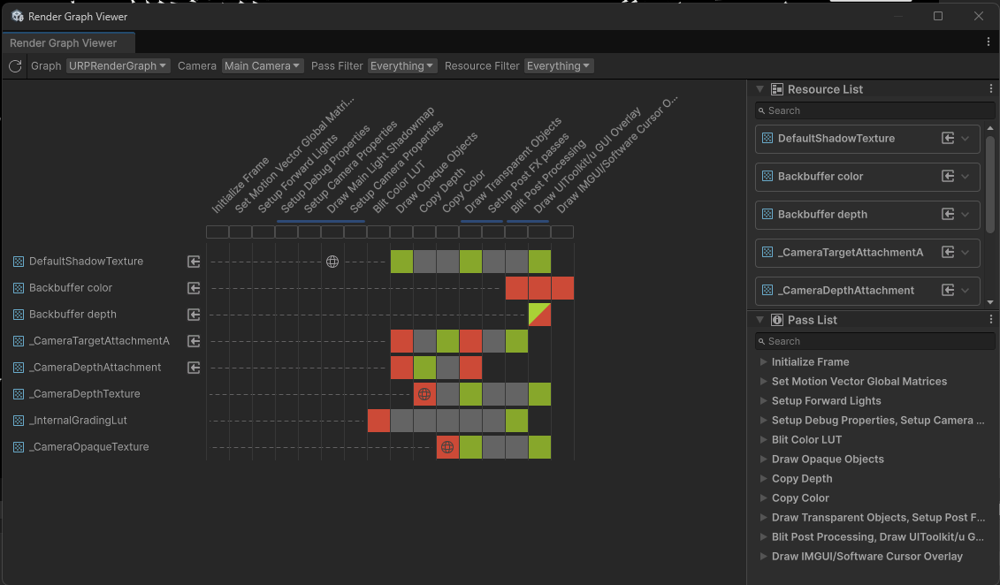 Render Graph Viewer
Render Graph Viewer
Graph URPRenderGraph Camera Main Camera Pass Filter Everything Resource Filter Everything
Initialize Frame
Set Motion Vector Global Matri...
Setup Forward Lights
Setup Debug Properties
Setup Camera Properties
Draw Main Light Shadowmap
Setup Camera Properties
Blit Color LUT
Draw Opaque Objects
Copy Depth
Copy Color
Draw Transparent Objects
Setup Post FX passes
Blit Post Processing
Draw UIToolkit/u GUI Overlay
Draw IMGUI/Software Cursor O...
DefaultShadowTexture
Backbuffer color
Backbuffer depth
_CameraTargetAttachmentA
_CameraDepthAttachment
_CameraDepthTexture
_InternalGradingLut
_CameraOpaqueTexture
Resource List
Search
DefaultShadowTexture
Backbuffer color
Backbuffer depth
_CameraTargetAttachmentA
_CameraDepthAttachment
Pass List
Search
Initialize Frame
Set Motion Vector Global Matrices
Setup Forward Lights
Setup Debug Properties, Setup Camera ...
Blit Color LUT
Draw Opaque Objects
Copy Depth
Copy Color
Draw Transparent Objects, Setup Post F...
Blit Post Processing, Draw UIToolkit/u G...
Draw IMGUI/Software Cursor Overlay